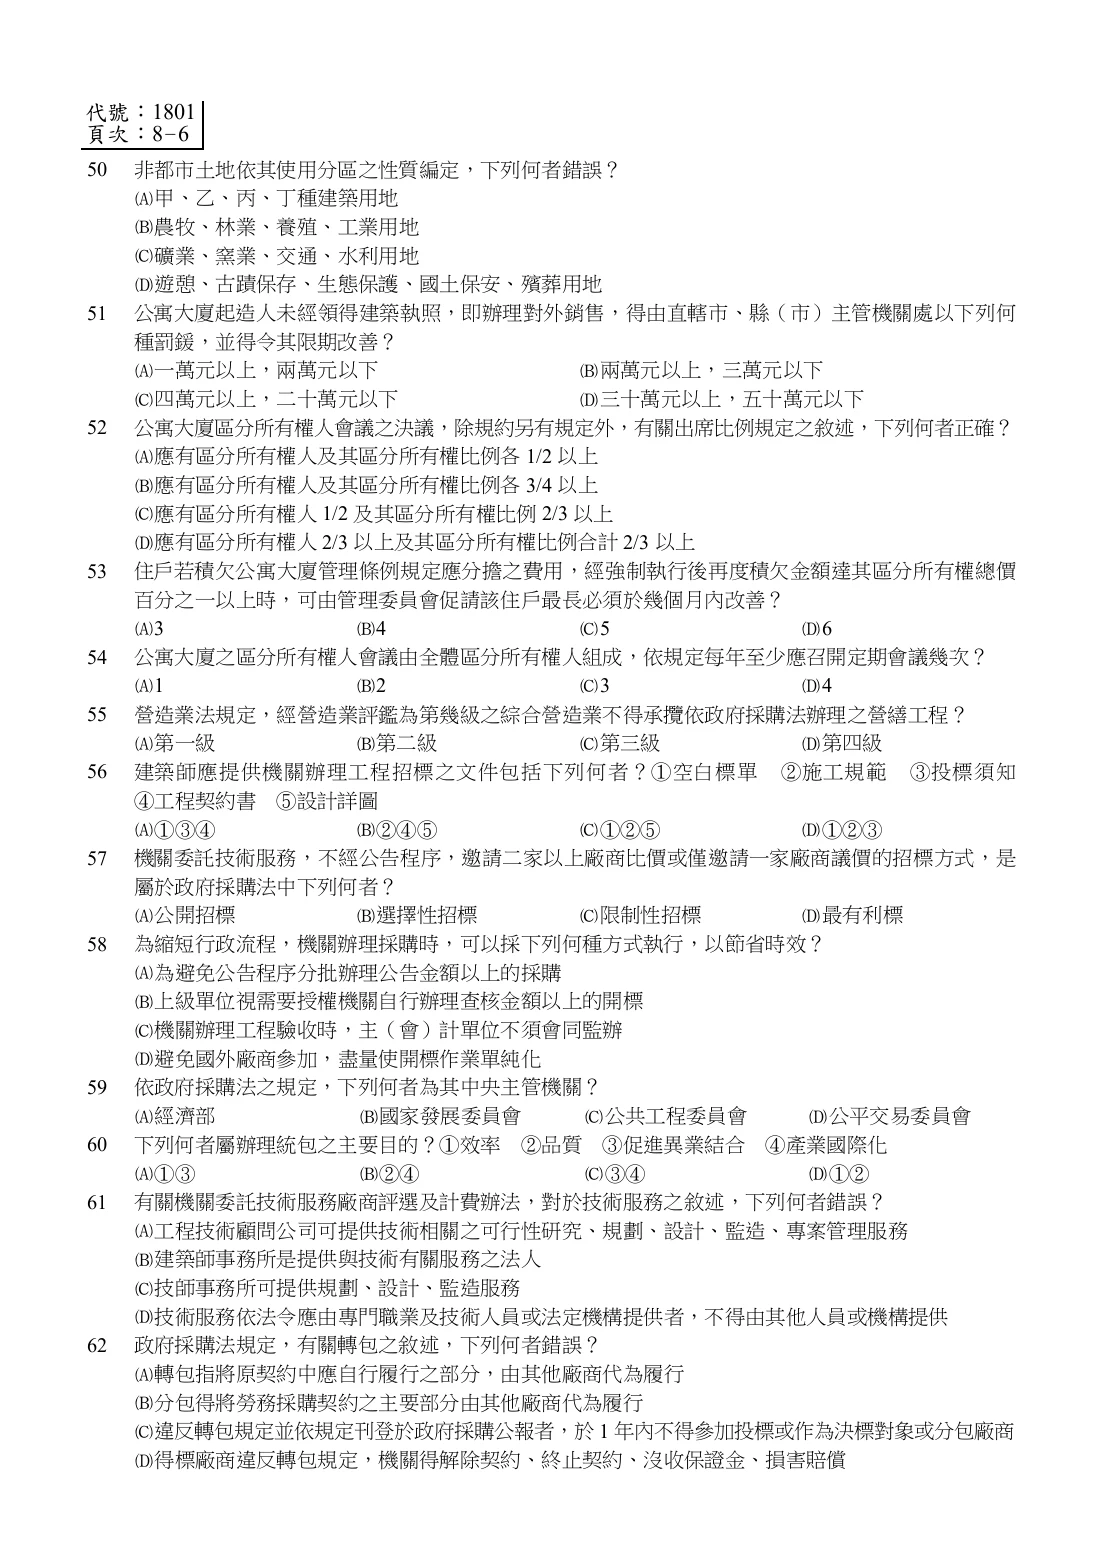 代號：1801
頁次：8－6
50 非都市土地依其使用分區之性質編定，下列何者錯誤？
(A)甲、乙、丙、丁種建築用地
(B)農牧、林業、養殖、工業用地
(C)礦業、窯業、交通、水利用地
(D)遊憩、古蹟保存、生態保護、國土保安、殯葬用地
51 公寓大廈起造人未經領得建築執照，即辦理對外銷售，得由直轄市、縣（市）主管機關處以下列何
種罰鍰，並得令其限期改善？
(A)一萬元以上，兩萬元以下 (B)兩萬元以上，三萬元以下
(C)四萬元以上，二十萬元以下 (D)三十萬元以上，五十萬元以下
52 公寓大廈區分所有權人會議之決議，除規約另有規定外，有關出席比例規定之敘述，下列何者正確？
(A)應有區分所有權人及其區分所有權比例各 1/2 以上
(B)應有區分所有權人及其區分所有權比例各 3/4 以上
(C)應有區分所有權人 1/2 及其區分所有權比例 2/3 以上
(D)應有區分所有權人 2/3 以上及其區分所有權比例合計 2/3 以上
53 住戶若積欠公寓大廈管理條例規定應分擔之費用，經強制執行後再度積欠金額達其區分所有權總價
百分之一以上時，可由管理委員會促請該住戶最長必須於幾個月內改善？
(A)3 (B)4 (C)5 (D)6
54 公寓大廈之區分所有權人會議由全體區分所有權人組成，依規定每年至少應召開定期會議幾次？
(A)1 (B)2 (C)3 (D)4
55 營造業法規定，經營造業評鑑為第幾級之綜合營造業不得承攬依政府採購法辦理之營繕工程？
(A)第一級 (B)第二級 (C)第三級 (D)第四級
56 建築師應提供機關辦理工程招標之文件包括下列何者？①空白標單 ②施工規範 ③投標須知
④工程契約書 ⑤設計詳圖
(A)①③④ (B)②④⑤ (C)①②⑤ (D)①②③
57 機關委託技術服務，不經公告程序，邀請二家以上廠商比價或僅邀請一家廠商議價的招標方式，是
屬於政府採購法中下列何者？
(A)公開招標 (B)選擇性招標 (C)限制性招標 (D)最有利標
58 為縮短行政流程，機關辦理採購時，可以採下列何種方式執行，以節省時效？
(A)為避免公告程序分批辦理公告金額以上的採購
(B)上級單位視需要授權機關自行辦理查核金額以上的開標
(C)機關辦理工程驗收時，主（會）計單位不須會同監辦
(D)避免國外廠商參加，盡量使開標作業單純化
59 依政府採購法之規定，下列何者為其中央主管機關？
(A)經濟部 (B)國家發展委員會 (C)公共工程委員會 (D)公平交易委員會
60 下列何者屬辦理統包之主要目的？①效率 ②品質 ③促進異業結合 ④產業國際化
(A)①③ (B)②④ (C)③④ (D)①②
61 有關機關委託技術服務廠商評選及計費辦法，對於技術服務之敘述，下列何者錯誤？
(A)工程技術顧問公司可提供技術相關之可行性研究、規劃、設計、監造、專案管理服務
(B)建築師事務所是提供與技術有關服務之法人
(C)技師事務所可提供規劃、設計、監造服務
(D)技術服務依法令應由專門職業及技術人員或法定機構提供者，不得由其他人員或機構提供
62 政府採購法規定，有關轉包之敘述，下列何者錯誤？
(A)轉包指將原契約中應自行履行之部分，由其他廠商代為履行
(B)分包得將勞務採購契約之主要部分由其他廠商代為履行
(C)違反轉包規定並依規定刊登於政府採購公報者，於 1 年內不得參加投標或作為決標對象或分包廠商
(D)得標廠商違反轉包規定，機關得解除契約、終止契約、沒收保證金、損害賠償